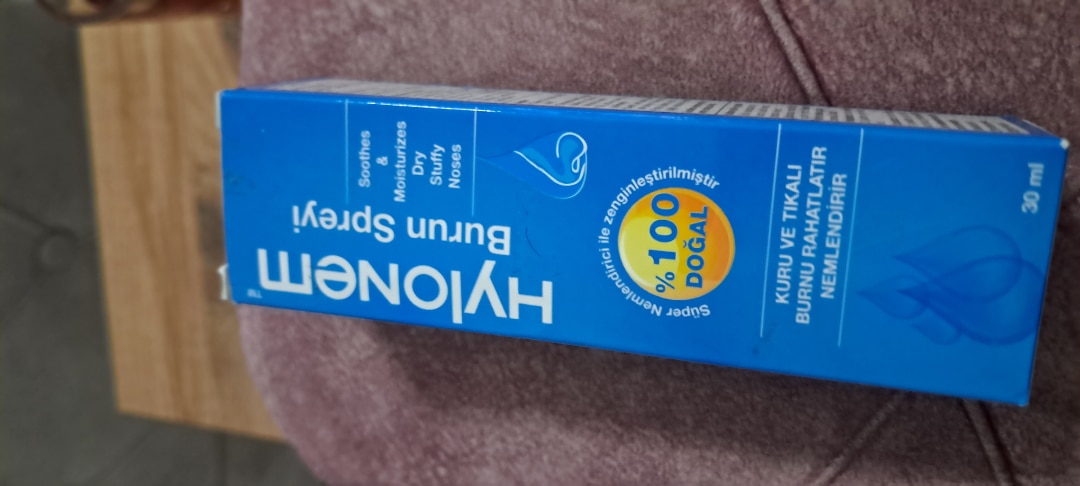 Hylonem™
Burun Spreyi
Soothes
&
Moisturizes
Dry
Stuffy
Noses
Süper Nemlendirici ile zenginleştirilmiştir
%100
DOĞAL
KURU VE TIKALI
BURNU RAHATLATIR
NEMLENDİRİR
30 ml